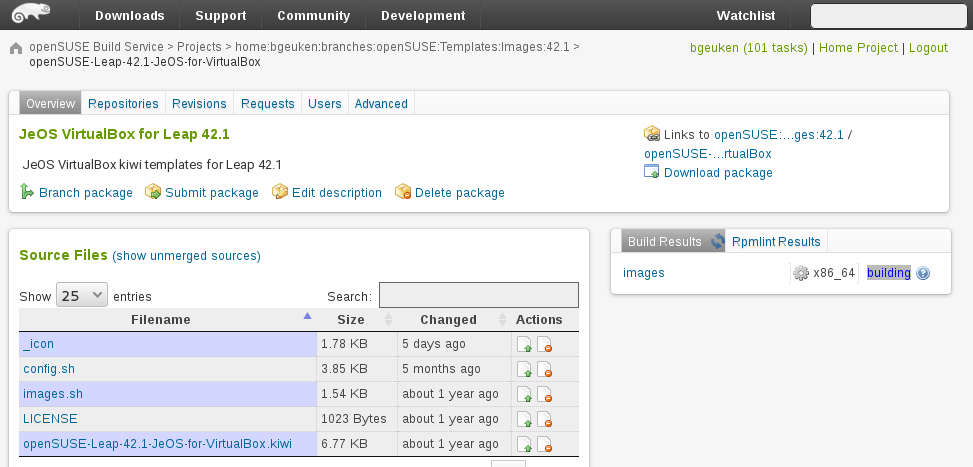 Downloads Support Community Development Watchlist
openSUSE Build Service > Projects > home:bgeuken:branches:openSUSE:Templates:Images:42.1 >
openSUSE-Leap-42.1-JeOS-for-VirtualBox
bgeuken (101 tasks) | Home Project | Logout
Overview Repositories Revisions Requests Users Advanced
JeOS VirtualBox for Leap 42.1
JeOS VirtualBox kiwi templates for Leap 42.1
Branch package Submit package Edit description Delete package
Links to openSUSE:...ges:42.1 /
openSUSE-...rtualBox
Download package
Source Files (show unmerged sources)
Show 25 entries Search:
Filename Size Changed Actions
_icon 1.78 KB 5 days ago
config.sh 3.85 KB 5 months ago
images.sh 1.54 KB about 1 year ago
LICENSE 1023 Bytes about 1 year ago
openSUSE-Leap-42.1-JeOS-for-VirtualBox.kiwi 6.77 KB about 1 year ago
Build Results Rpmlint Results
images x86_64 building